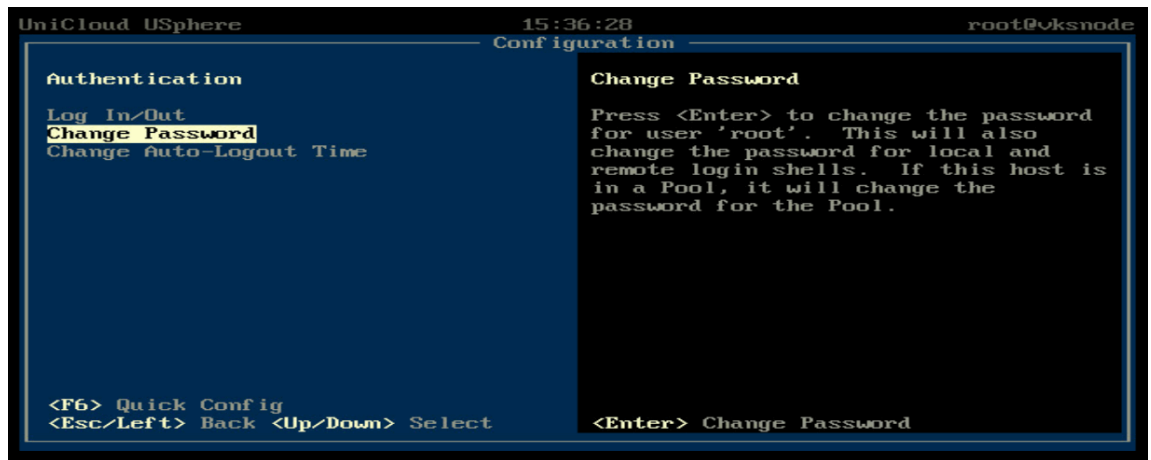 UniCloud USphere 15:36:28 root@vksnode
Configuration
Authentication
Log In/Out
Change Password
Change Auto-Logout Time
<F6> Quick Config
<Esc/Left> Back <Up/Down> Select
Change Password
Press <Enter> to change the password
for user 'root'.  This will also
change the password for local and
remote login shells.  If this host is
in a Pool, it will change the
password for the Pool.
<Enter> Change Password